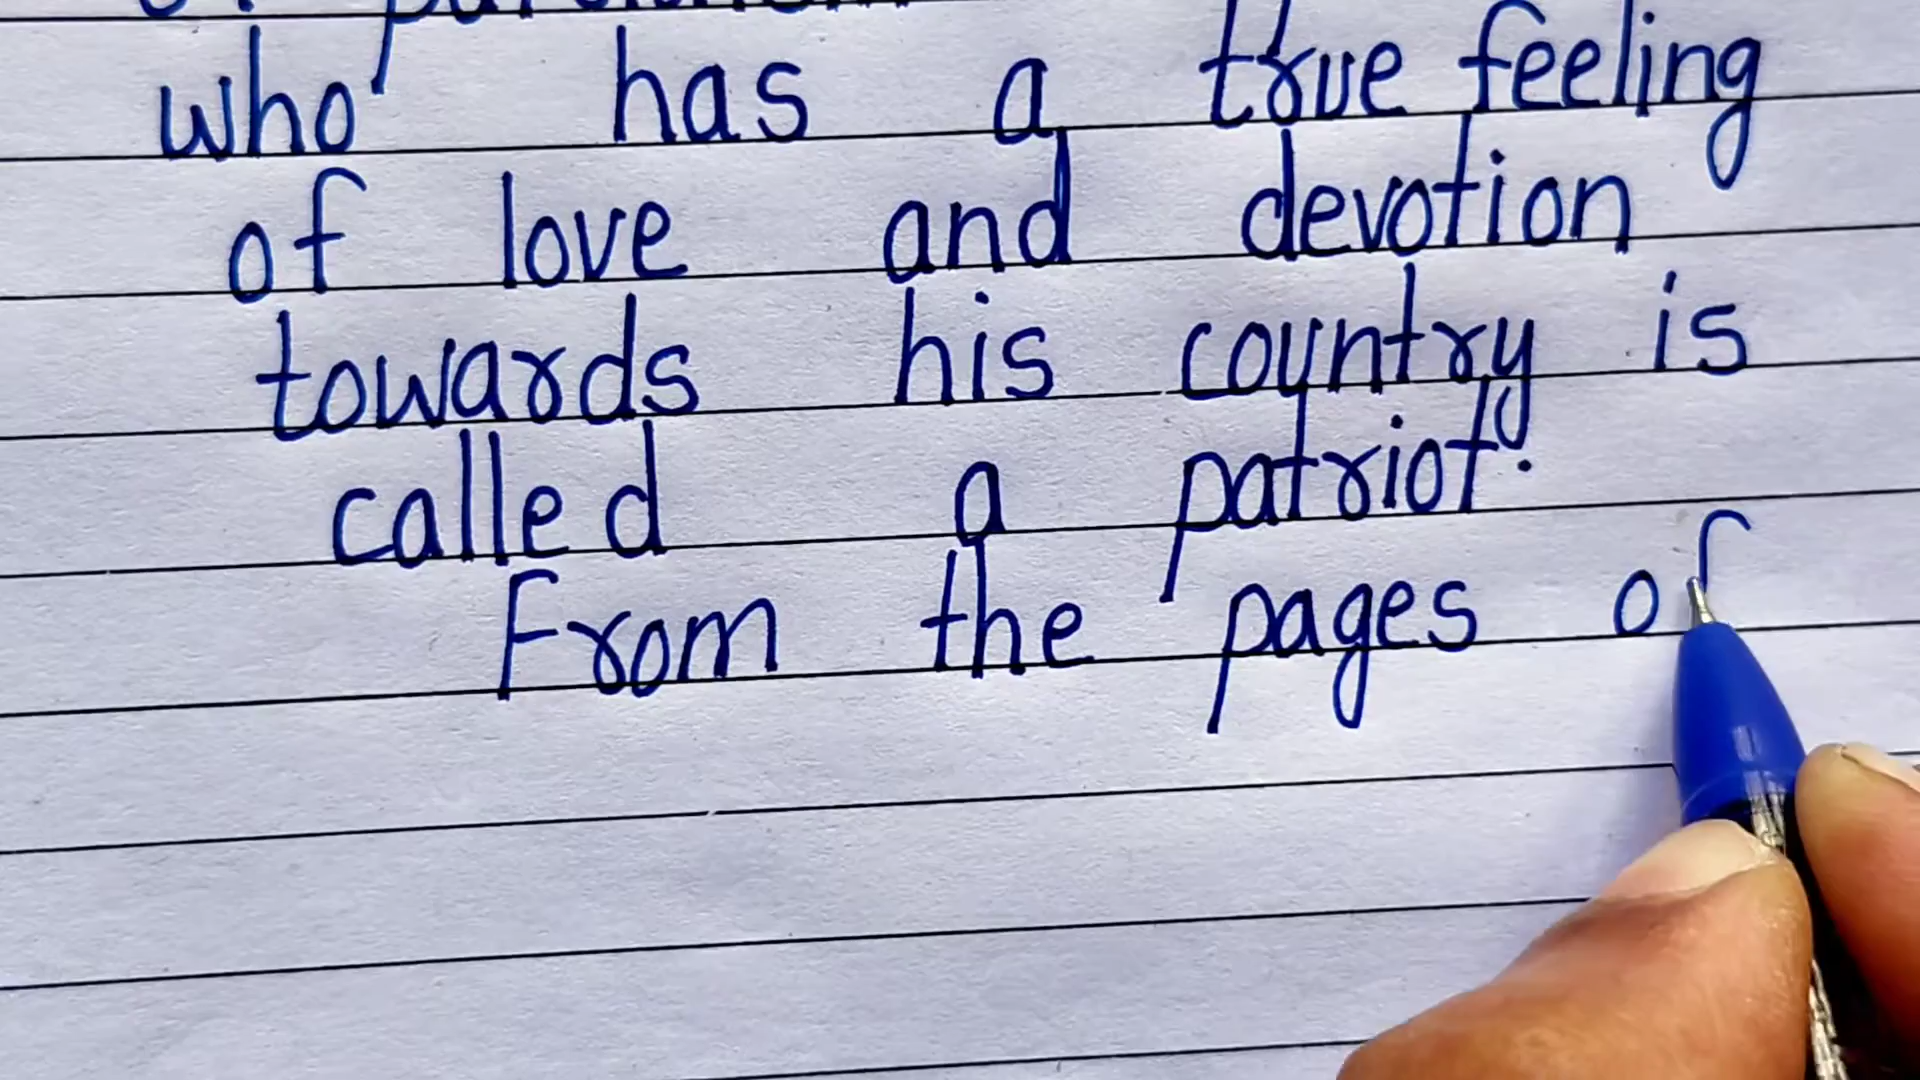 who has a true feeling
of love and devotion
towards his country is
called a patriot.
From the pages of